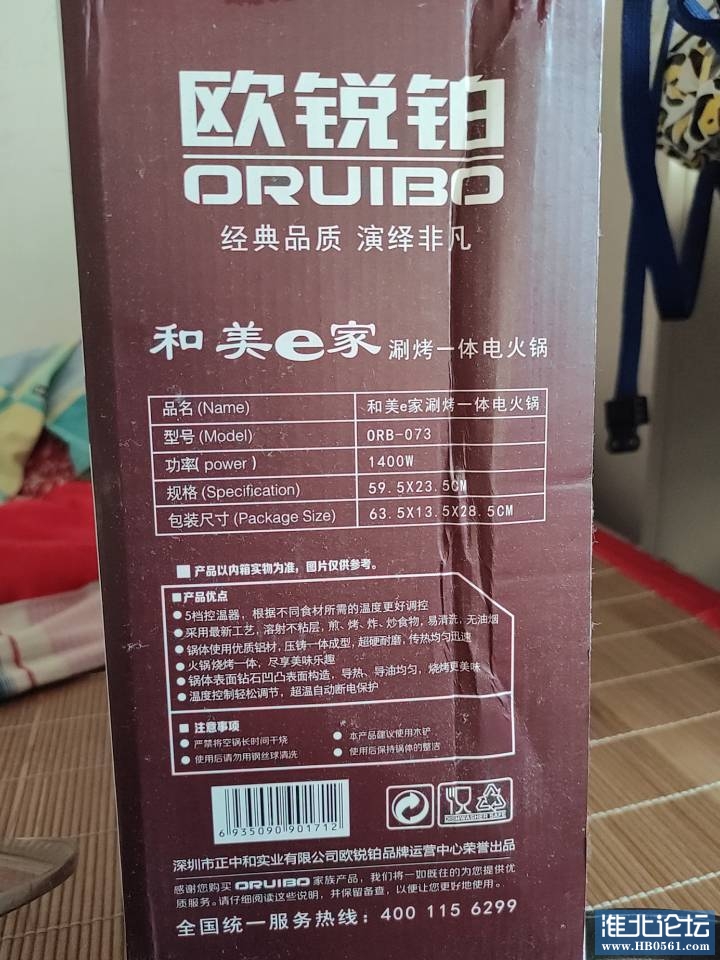 欧锐铂
ORUIBO
经典品质 演绎非凡
和美e家 涮烤一体电火锅
品名(Name) 和美e家涮烤一体电火锅
型号(Model) ORB-073
功率( power ) 1400W
规格(Specification) 59.5X23.5CM
包装尺寸(Package Size) 63.5X13.5X28.5CM
■ 产品以内箱实物为准，图片仅供参考。
■产品优点
●5档控温器，根据不同食材所需的温度更好调控
●采用最新工艺，溶射不粘层，煎、烤、炸、炒食物，易清洗，无油烟
●锅体使用优质铝材，压铸一体成型，超硬耐磨，传热均匀迅速
●火锅烧烤一体，尽享美味乐趣
●锅体表面钻石凹凸表面构造，导热、导油均匀，烧烤更美味
●温度控制轻松调节，超温自动断电保护
■ 注意事项
● 严禁将空锅长时间干烧 ● 本产品建议使用木铲
● 使用后请勿用钢丝球清洗 ● 使用后保持锅体的整洁
6 935090 901712
DISHWASHER SAFE
深圳市正中和实业有限公司欧锐铂品牌运营中心荣誉出品
感谢您购买 ORUIBO 家族产品，我们将一如既往的为您提供优
质服务。请仔细阅读这些说明，并保留备查，以便让您更好地使用。
全国统一服务热线：400 115 6299
淮北论坛
WWW.HB0561.COM